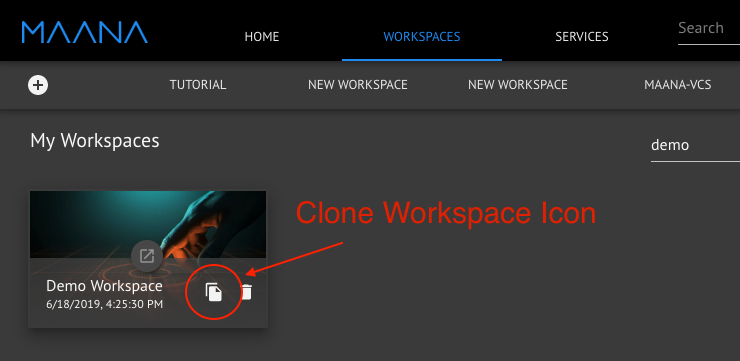 MAANA
HOME
WORKSPACES
SERVICES
Search
TUTORIAL
NEW WORKSPACE
NEW WORKSPACE
MAANA-VCS
My Workspaces
demo
Clone Workspace Icon
Demo Workspace
6/18/2019, 4:25:30 PM